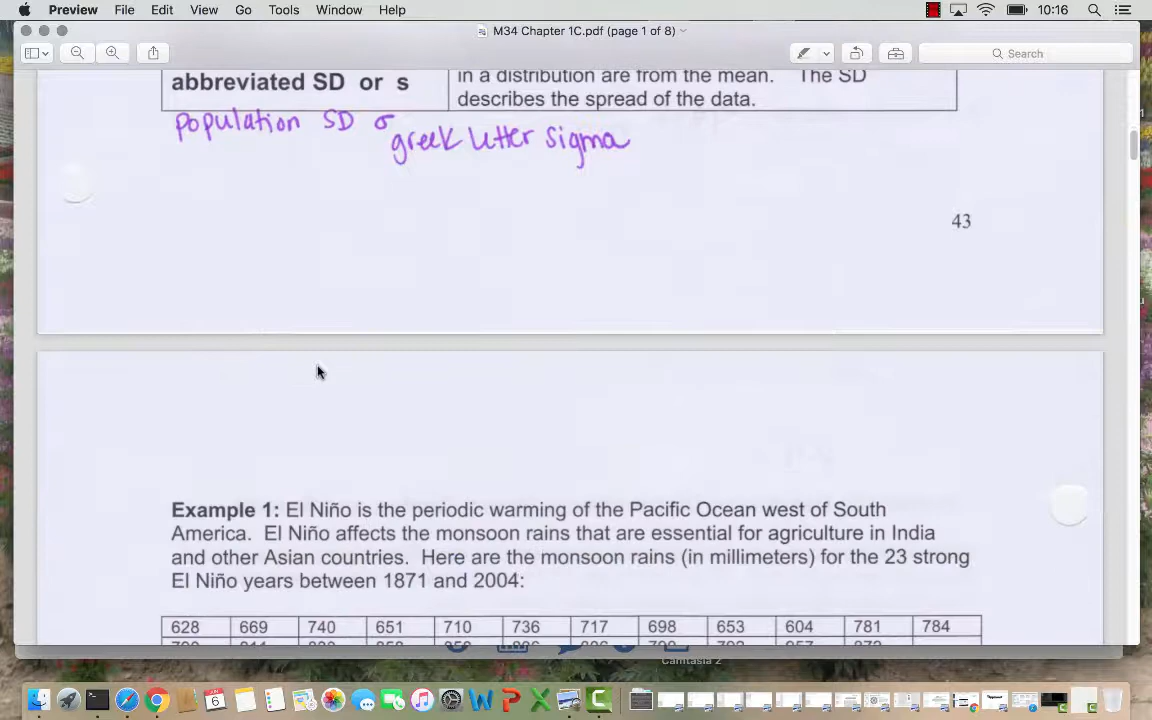 Preview File Edit View Go Tools Window Help 10:16
M34 Chapter 1C.pdf (page 1 of 8)
Search
abbreviated SD or s
in a distribution are from the mean. The SD
describes the spread of the data.
population SD σ
greek letter sigma
43
Example 1: El Niño is the periodic warming of the Pacific Ocean west of South
America. El Niño affects the monsoon rains that are essential for agriculture in India
and other Asian countries. Here are the monsoon rains (in millimeters) for the 23 strong
El Niño years between 1871 and 2004:
628 669 740 651 710 736 717 698 653 604 781 784
Camtasia 2